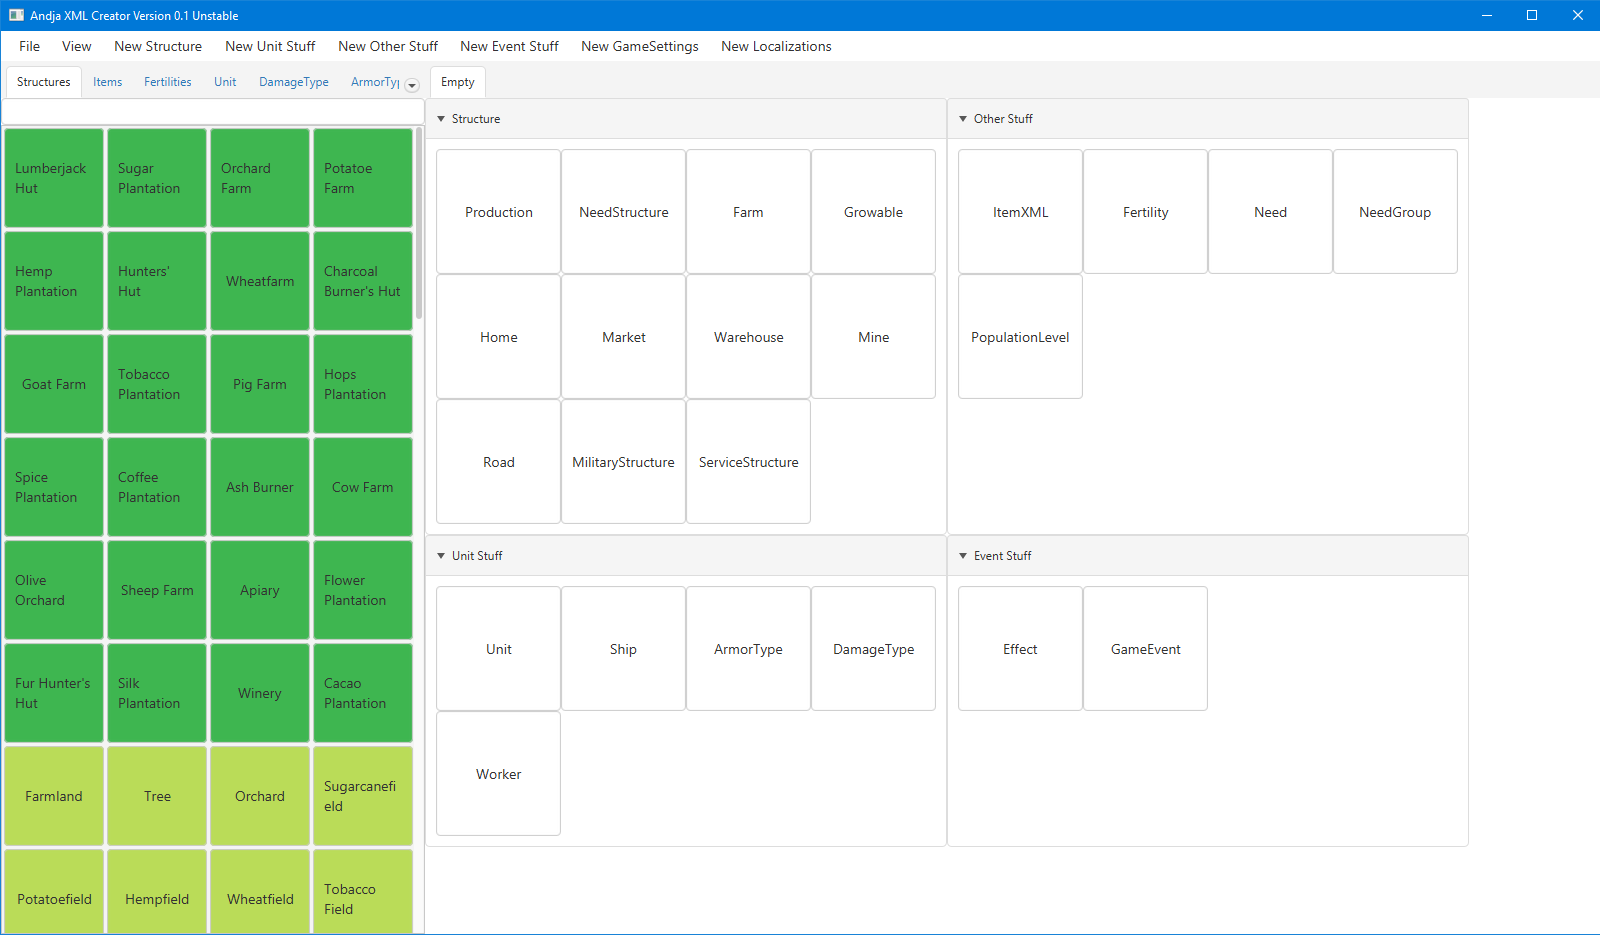 Andja XML Creator Version 0.1 Unstable
File View New Structure New Unit Stuff New Other Stuff New Event Stuff New GameSettings New Localizations
Structures Items Fertilities Unit DamageType ArmorTyp Empty
Lumberjack Hut
Sugar Plantation
Orchard Farm
Potatoe Farm
Hemp Plantation
Hunters' Hut
Wheatfarm
Charcoal Burner's Hut
Goat Farm
Tobacco Plantation
Pig Farm
Hops Plantation
Spice Plantation
Coffee Plantation
Ash Burner
Cow Farm
Olive Orchard
Sheep Farm
Apiary
Flower Plantation
Fur Hunter's Hut
Silk Plantation
Winery
Cacao Plantation
Farmland
Tree
Orchard
Sugarcanefi
eld
Potatoefield
Hempfield
Wheatfield
Tobacco Field
Structure
Production NeedStructure Farm Growable
Home Market Warehouse Mine
Road MilitaryStructure ServiceStructure
Other Stuff
ItemXML Fertility Need NeedGroup
PopulationLevel
Unit Stuff
Unit Ship ArmorType DamageType
Worker
Event Stuff
Effect GameEvent